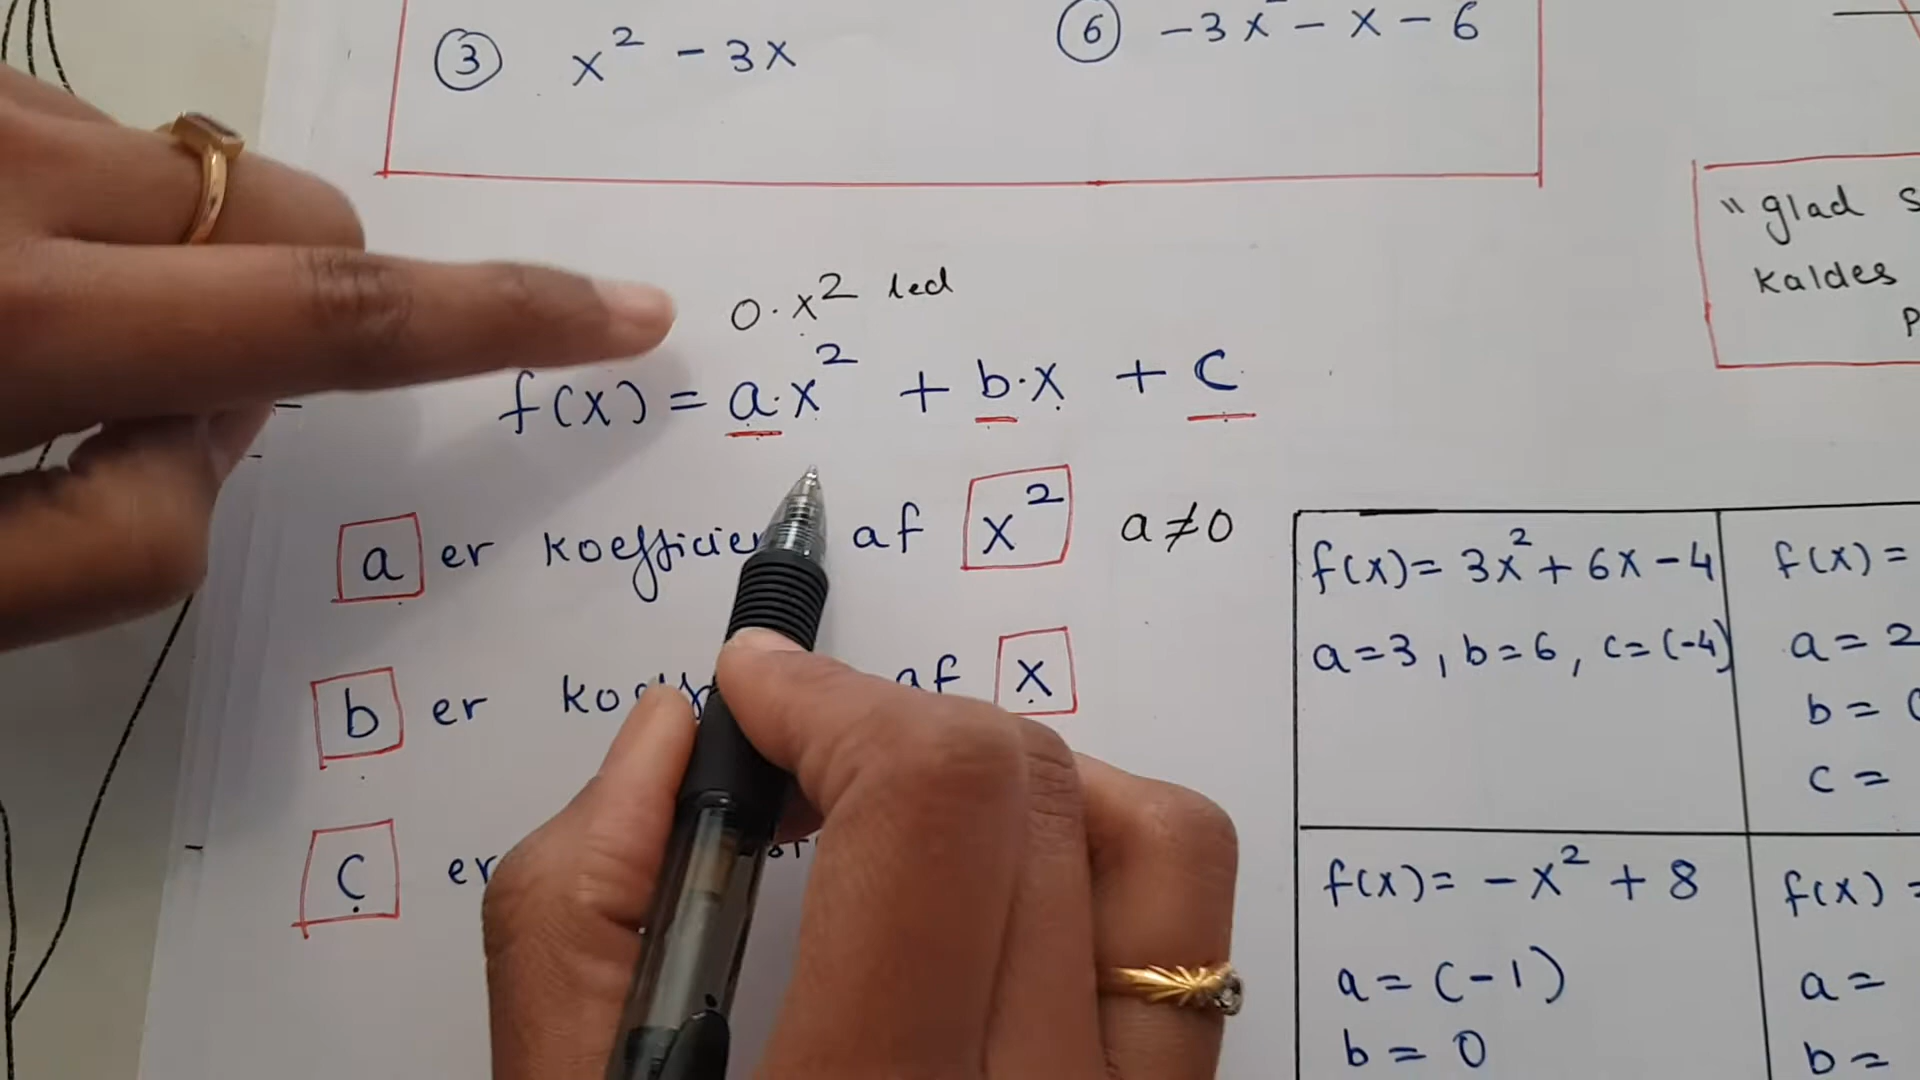 ③ x² - 3x
⑥ -3x² - x - 6
"glad
kaldes
0·x² led
f(x) = a·x² + b·x + c
a er af x² a≠0
b er af x
c er
f(x) = 3x² + 6x - 4
a = 3, b = 6, c = (-4)
f(x) =
a = 2
b =
c =
f(x) = -x² + 8
a = (-1)
b = 0
f(x) =
a =
b =